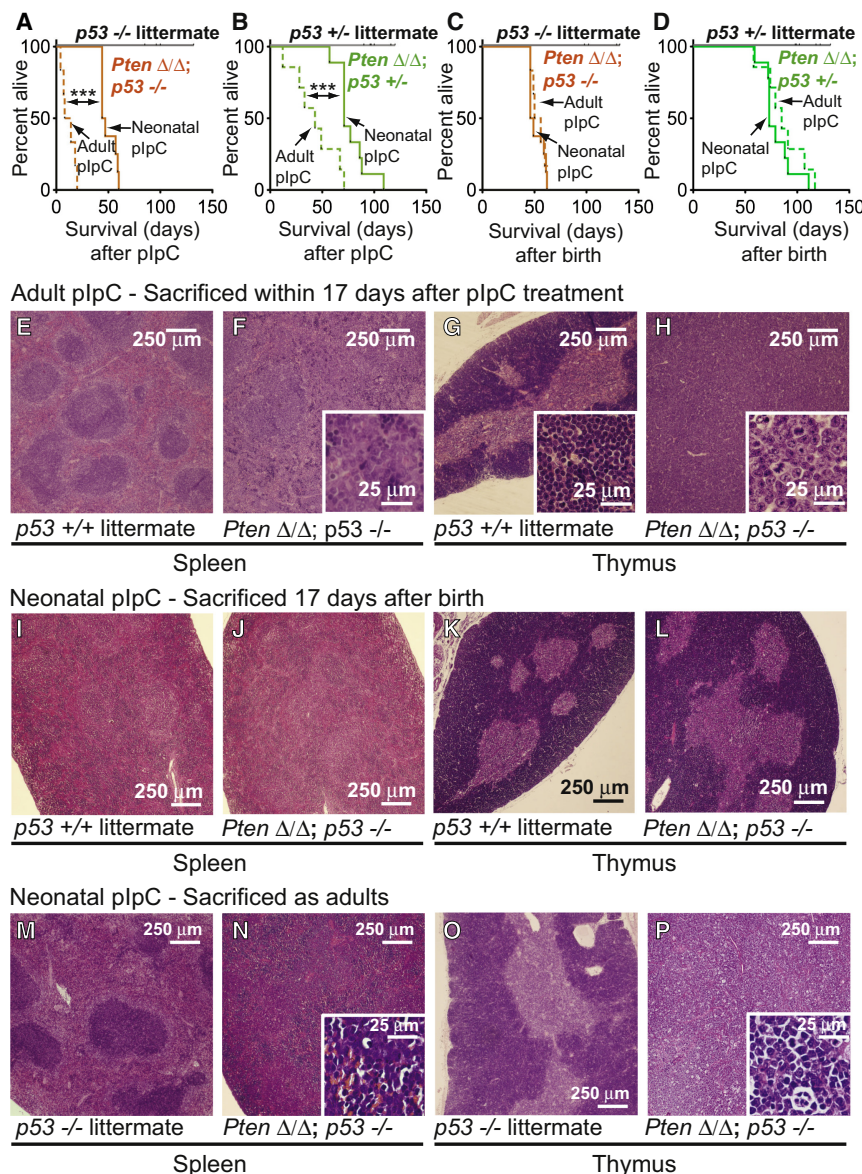 A
p53 -/- littermate
Pten Δ/Δ;
p53 -/-
***
Adult
pIpC
Neonatal
pIpC
Percent alive
100
50
0
0 50 100 150
Survival (days)
after pIpC
B
p53 +/- littermate
Pten Δ/Δ;
p53 +/-
***
Adult
pIpC
Neonatal
pIpC
Percent alive
100
50
0
0 50 100 150
Survival (days)
after pIpC
C
p53 -/- littermate
Pten Δ/Δ;
p53 -/-
Adult
pIpC
Neonatal
pIpC
Percent alive
100
50
0
0 50 100 150
Survival (days)
after birth
D
p53 +/- littermate
Pten Δ/Δ;
p53 +/-
Adult
pIpC
Neonatal
pIpC
Percent alive
100
50
0
0 50 100 150
Survival (days)
after birth
Adult pIpC - Sacrificed within 17 days after pIpC treatment
E
250 µm
F
250 µm
25 µm
G
250 µm
25 µm
H
250 µm
25 µm
p53 +/+ littermate
Pten Δ/Δ; p53 -/-
p53 +/+ littermate
Pten Δ/Δ; p53 -/-
Spleen
Thymus
Neonatal pIpC - Sacrificed 17 days after birth
I
250 µm
J
250 µm
K
250 µm
L
250 µm
p53 +/+ littermate
Pten Δ/Δ; p53 -/-
p53 +/+ littermate
Pten Δ/Δ; p53 -/-
Spleen
Thymus
Neonatal pIpC - Sacrificed as adults
M
250 µm
N
250 µm
25 µm
O
250 µm
P
250 µm
25 µm
p53 -/- littermate
Pten Δ/Δ; p53 -/-
p53 -/- littermate
Pten Δ/Δ; p53 -/-
Spleen
Thymus